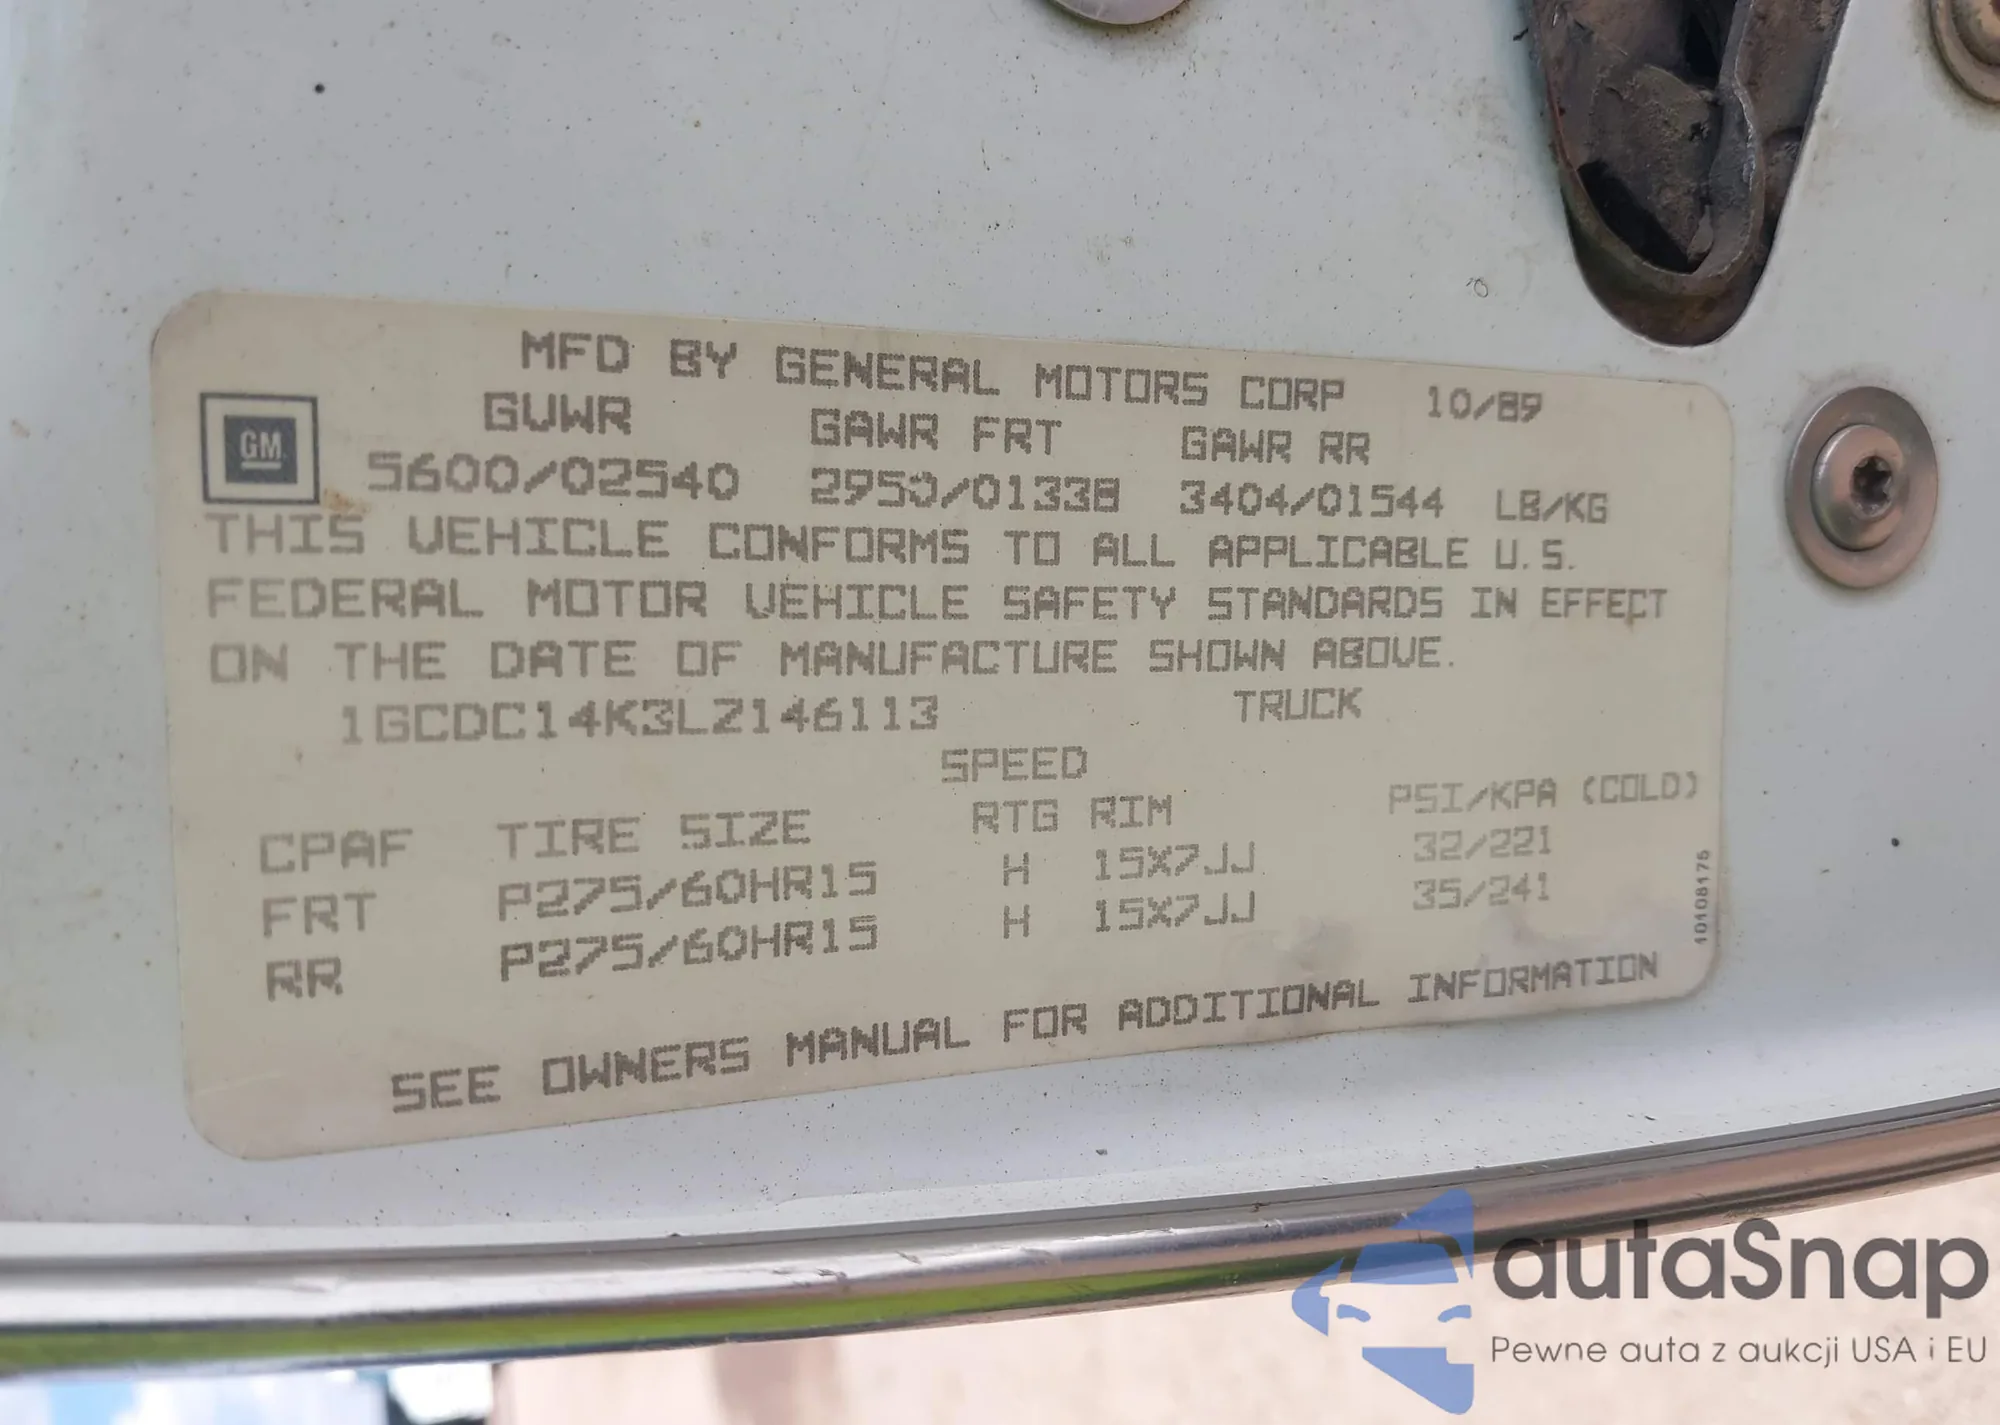 MFD BY GENERAL MOTORS CORP 10/89
GM
GVWR GAWR FRT GAWR RR
5600/02540 2950/01338 3404/01544 LB/KG
THIS VEHICLE CONFORMS TO ALL APPLICABLE U.S.
FEDERAL MOTOR VEHICLE SAFETY STANDARDS IN EFFECT
ON THE DATE OF MANUFACTURE SHOWN ABOVE.
1GCDC14K3LZ146113 TRUCK
SPEED
CPAF TIRE SIZE RTG RIM PSI/KPA (COLD)
FRT P275/60HR15 H 15X7JJ 32/221
RR P275/60HR15 H 15X7JJ 35/241
SEE OWNERS MANUAL FOR ADDITIONAL INFORMATION
10108175
autaSnap
Pewne auta z aukcji USA i EU